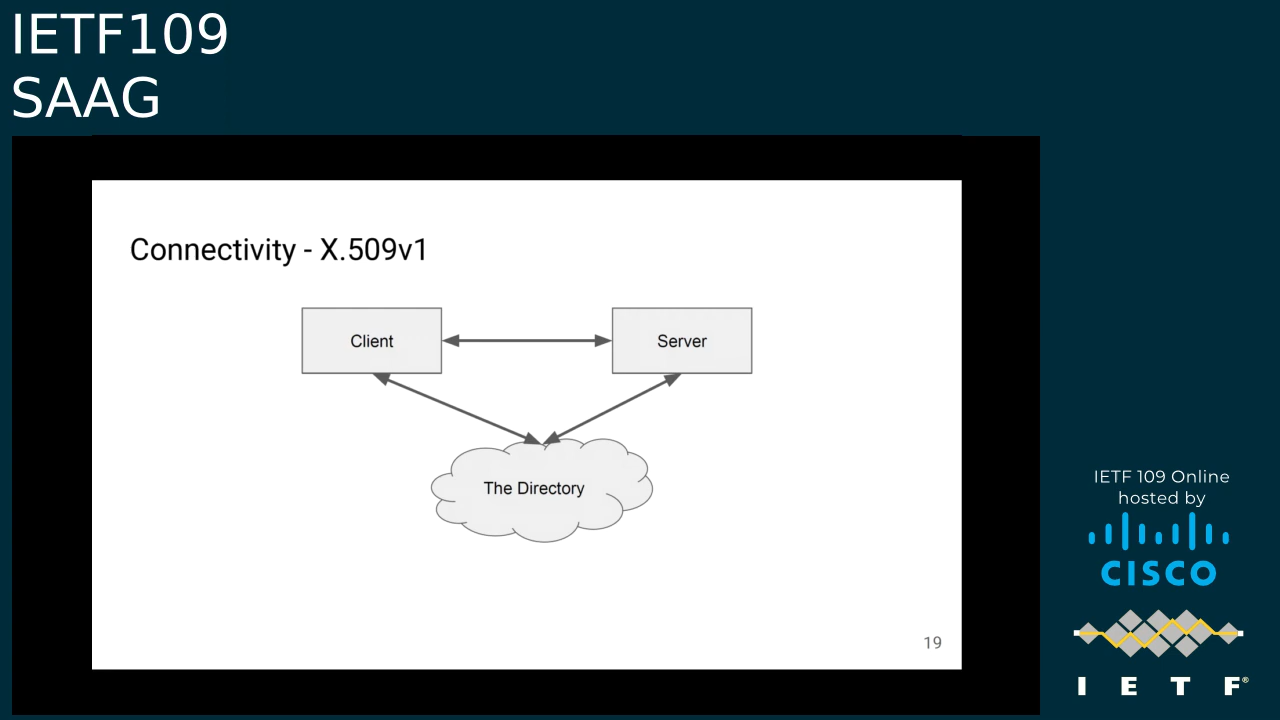 IETF109
SAAG
Connectivity - X.509v1
Client
Server
The Directory
19
IETF 109 Online
hosted by
CISCO
I E T F®